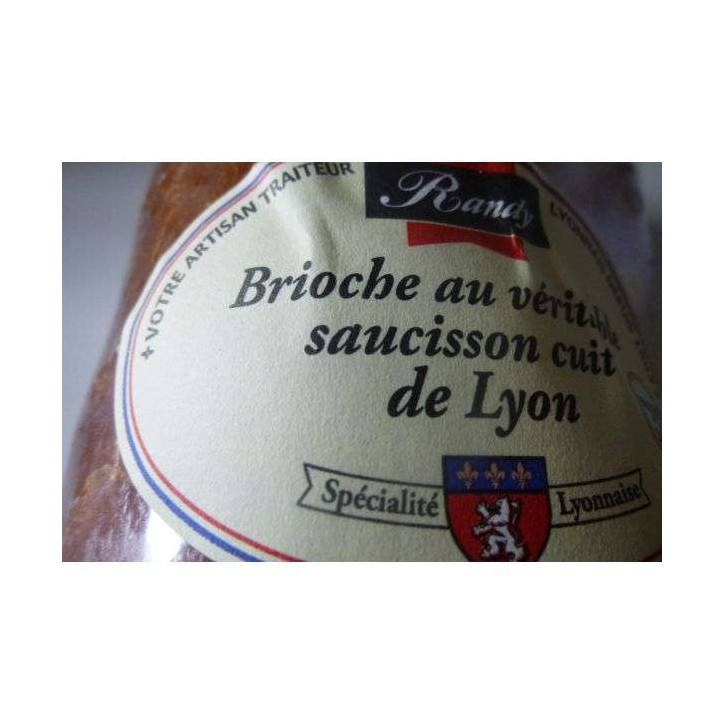 + VOTRE ARTISAN TRAITEUR
Randy
Brioche au véritable
saucisson cuit
de Lyon
Spécialité Lyonnaise